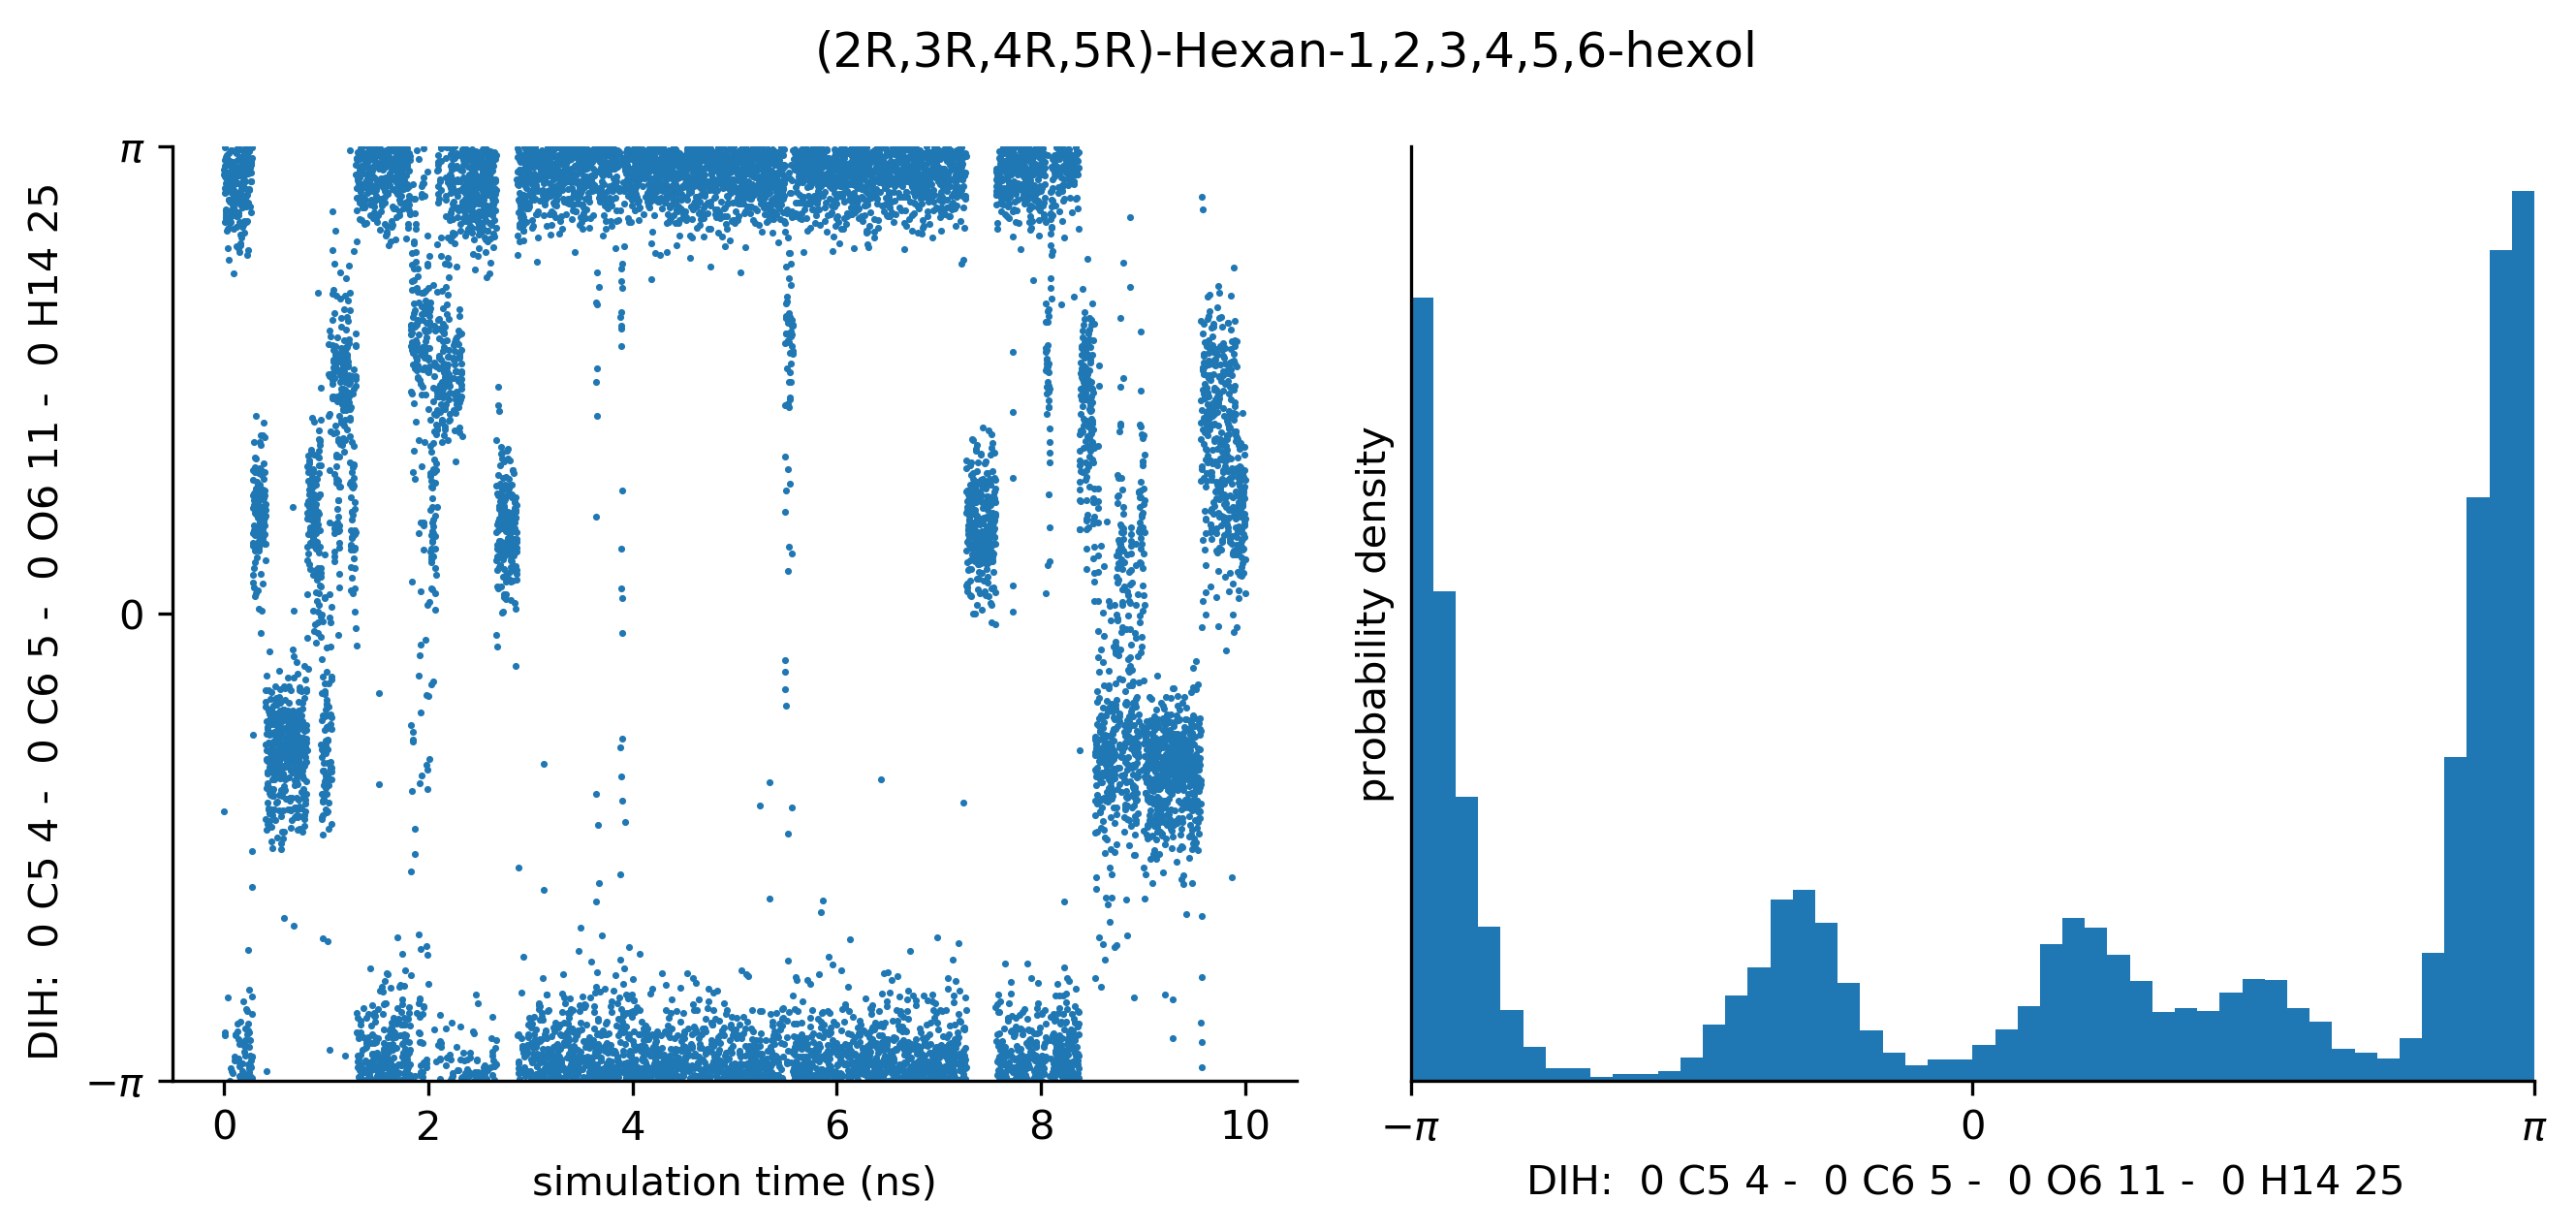 (2R,3R,4R,5R)-Hexan-1,2,3,4,5,6-hexol
DIH:  0 C5 4 -  0 C6 5 -  0 O6 11 -  0 H14 25
π
0
−π
0 2 4 6 8 10
simulation time (ns)
probability density
−π 0 π
DIH:  0 C5 4 -  0 C6 5 -  0 O6 11 -  0 H14 25